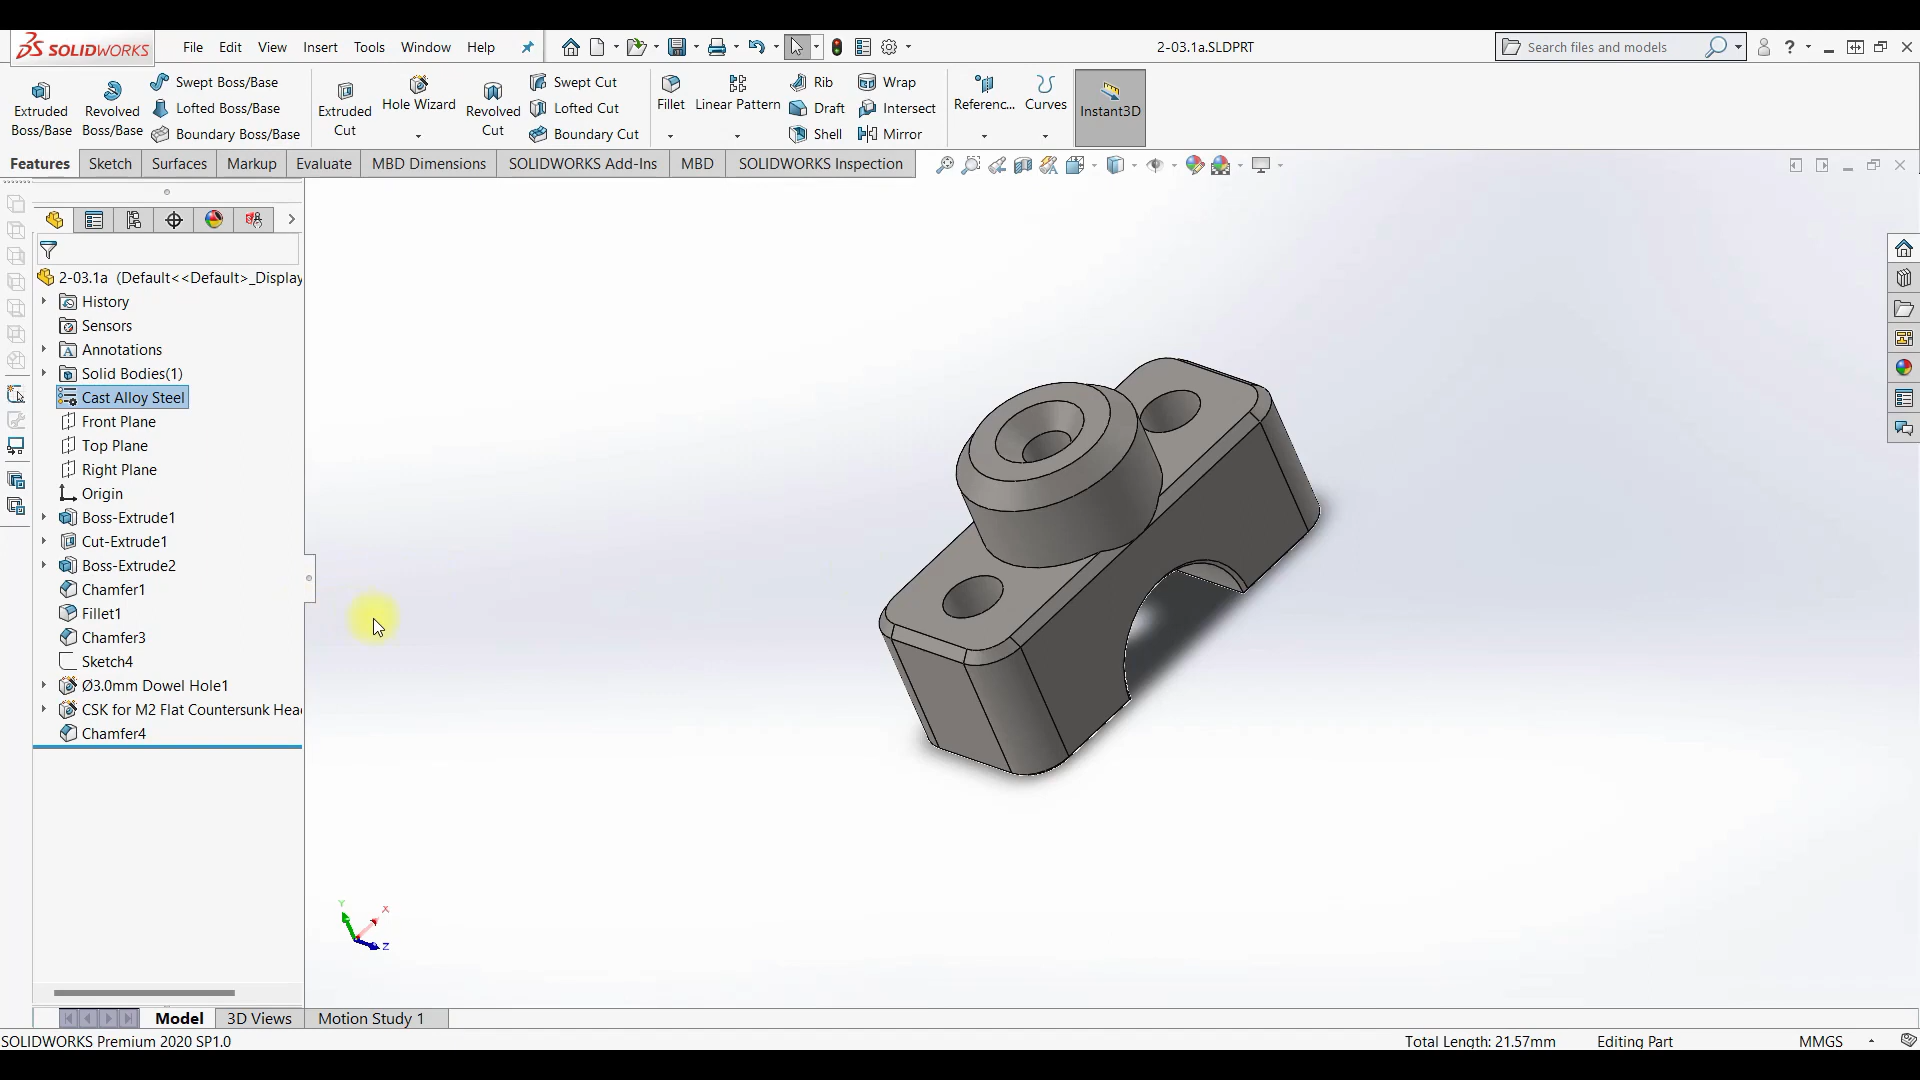 SOLIDWORKS File Edit View Insert Tools Window Help 2-03.1a.SLDPRT Search files and models ?
Extruded Boss/Base
Revolved Boss/Base
Swept Boss/Base
Lofted Boss/Base
Boundary Boss/Base
Extruded Cut
Hole Wizard
Revolved Cut
Swept Cut
Lofted Cut
Boundary Cut
Fillet
Linear Pattern
Rib
Draft
Shell
Wrap
Intersect
Mirror
Referenc...
Curves
Instant3D
Features Sketch Surfaces Markup Evaluate MBD Dimensions SOLIDWORKS Add-Ins MBD SOLIDWORKS Inspection
2-03.1a (Default<<Default>_Display
History
Sensors
Annotations
Solid Bodies(1)
Cast Alloy Steel
Front Plane
Top Plane
Right Plane
Origin
Boss-Extrude1
Cut-Extrude1
Boss-Extrude2
Chamfer1
Fillet1
Chamfer3
Sketch4
Ø3.0mm Dowel Hole1
CSK for M2 Flat Countersunk Hea
Chamfer4
Y
X
Z
Model 3D Views Motion Study 1
SOLIDWORKS Premium 2020 SP1.0 Total Length: 21.57mm Editing Part MMGS